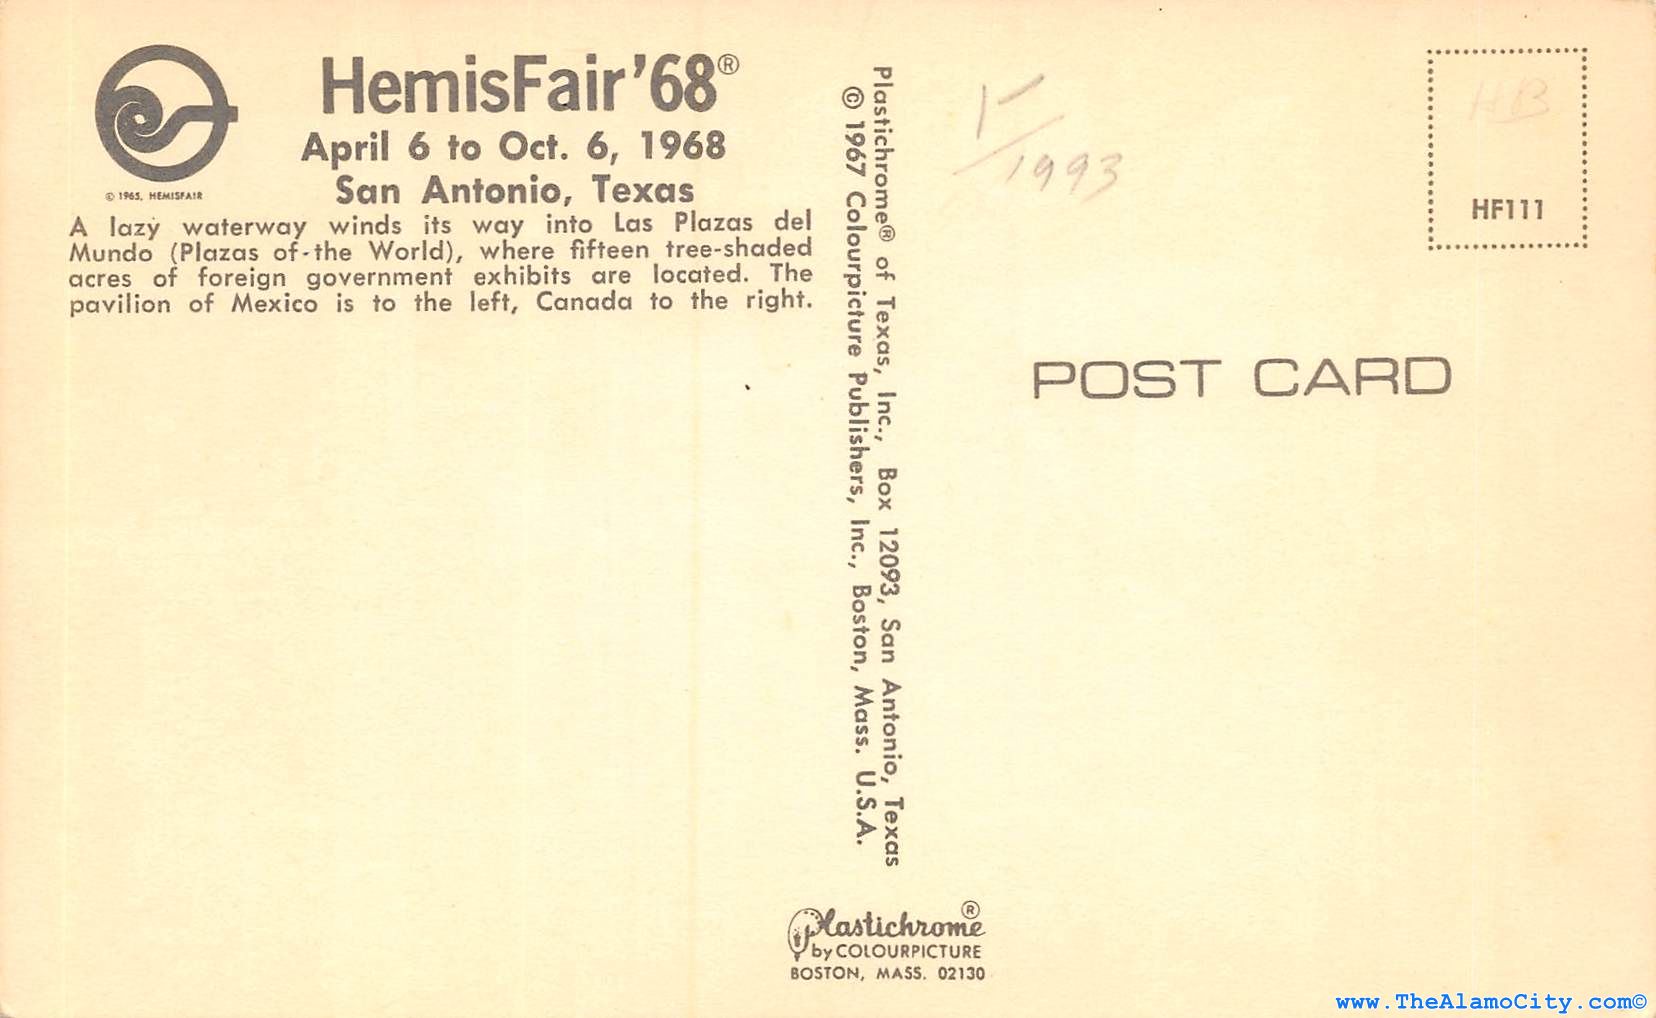 HemisFair '68®
April 6 to Oct. 6, 1968
San Antonio, Texas
© 1965, HEMISFAIR
A lazy waterway winds its way into Las Plazas del
Mundo (Plazas of-the World), where fifteen tree-shaded
acres of foreign government exhibits are located. The
pavilion of Mexico is to the left, Canada to the right.
Plastichrome® of Texas, Inc., Box 12093, San Antonio, Texas
© 1967 Colourpicture Publishers, Inc., Boston, Mass. U.S.A.
1993
HB
HF111
POST CARD
Plastichrome®
by COLOURPICTURE
BOSTON, MASS. 02130
www.TheAlamoCity.com©